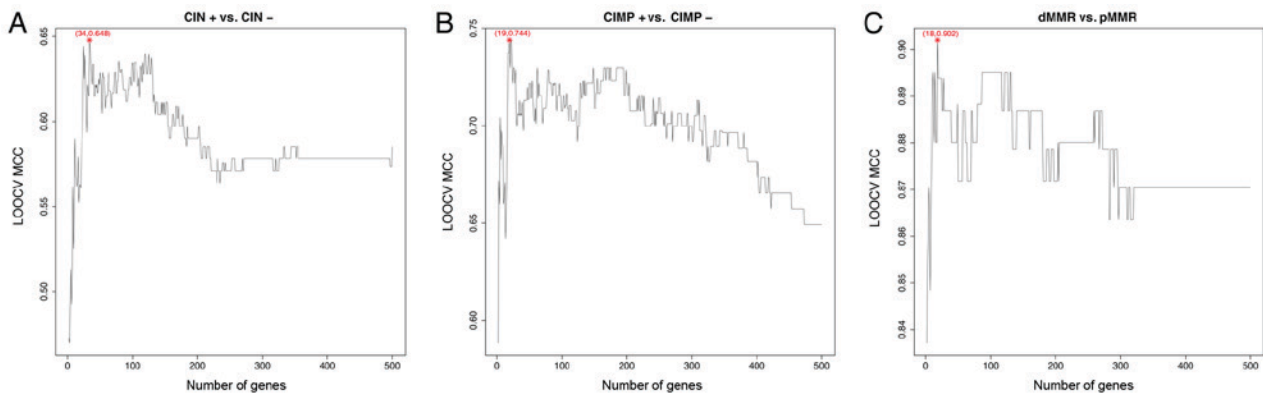 A
CIN + vs. CIN −
(34,0.648)
LOOCV MCC
0.65
0.60
0.55
0.50
0 100 200 300 400 500
Number of genes
B
CIMP + vs. CIMP −
(19,0.744)
LOOCV MCC
0.75
0.70
0.65
0.60
0 100 200 300 400 500
Number of genes
C
dMMR vs. pMMR
(18,0.902)
LOOCV MCC
0.90
0.89
0.88
0.87
0.86
0.85
0.84
0 100 200 300 400 500
Number of genes